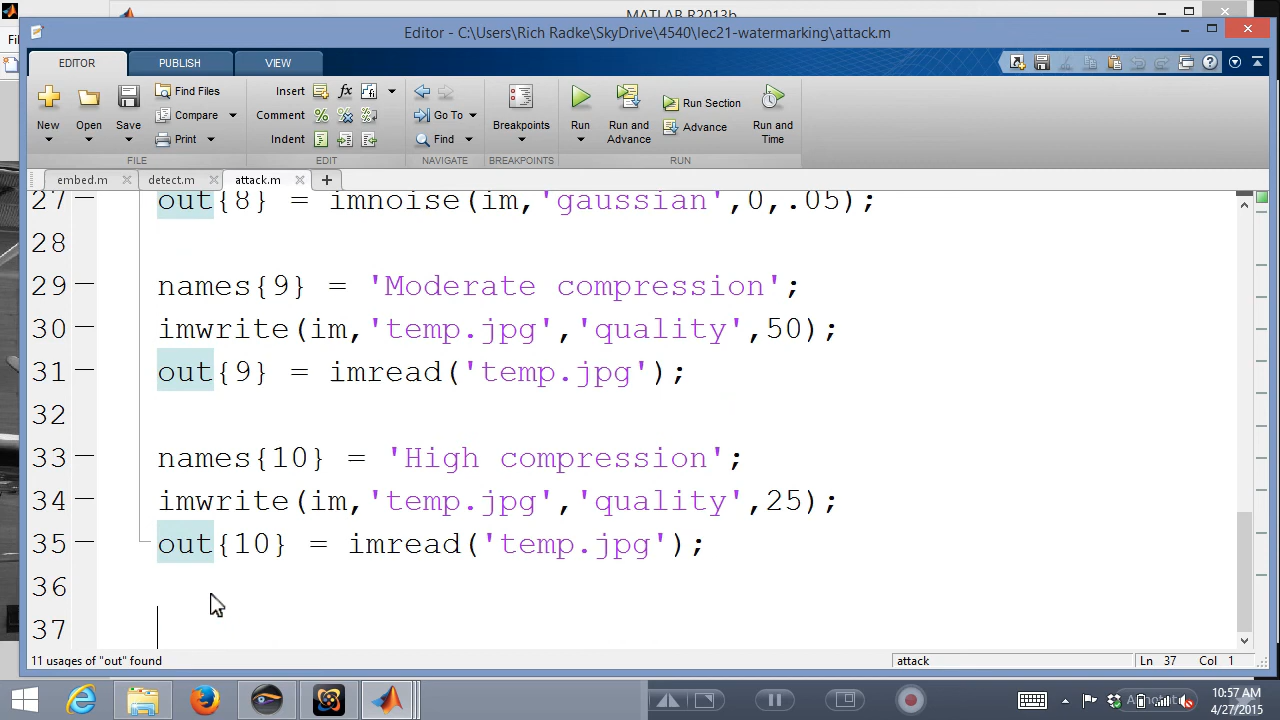 MATLAB R2013b
Editor - C:\Users\Rich Radke\SkyDrive\4540\lec21-watermarking\attack.m
EDITOR PUBLISH VIEW
New Open Save Find Files Compare Print
Insert fx Comment Indent
Go To Find
Breakpoints
Run Run and Advance Run Section Advance Run and Time
FILE EDIT NAVIGATE BREAKPOINTS RUN
embed.m detect.m attack.m
27 out{8} = imnoise(im,'gaussian',0,.05);
28
29 names{9} = 'Moderate compression';
30 imwrite(im,'temp.jpg','quality',50);
31 out{9} = imread('temp.jpg');
32
33 names{10} = 'High compression';
34 imwrite(im,'temp.jpg','quality',25);
35 out{10} = imread('temp.jpg');
36
37
11 usages of "out" found attack Ln 37 Col 1
10:57 AM
4/27/2015